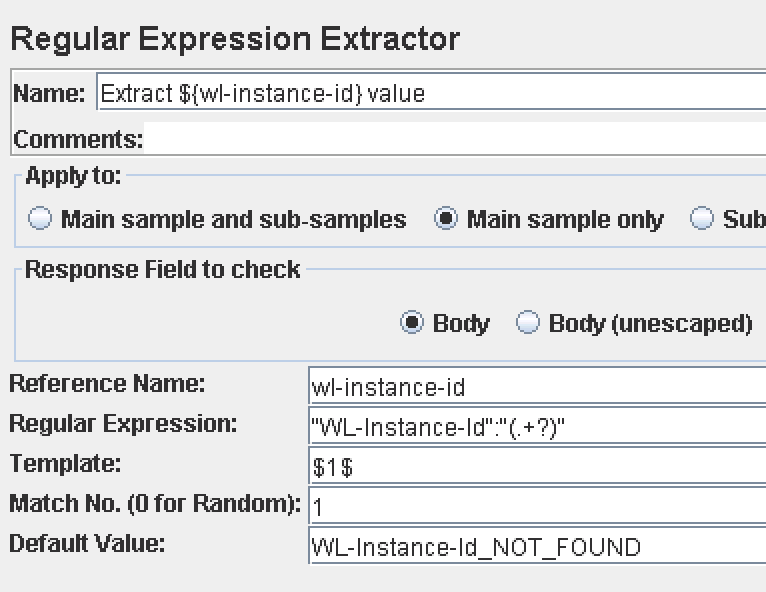 Regular Expression Extractor
Name: Extract ${wl-instance-id} value
Comments:
Apply to:
Main sample and sub-samples Main sample only Sub
Response Field to check
Body Body (unescaped)
Reference Name: wl-instance-id
Regular Expression: "WL-Instance-Id":"(.+?)"
Template: $1$
Match No. (0 for Random): 1
Default Value: WL-Instance-Id_NOT_FOUND